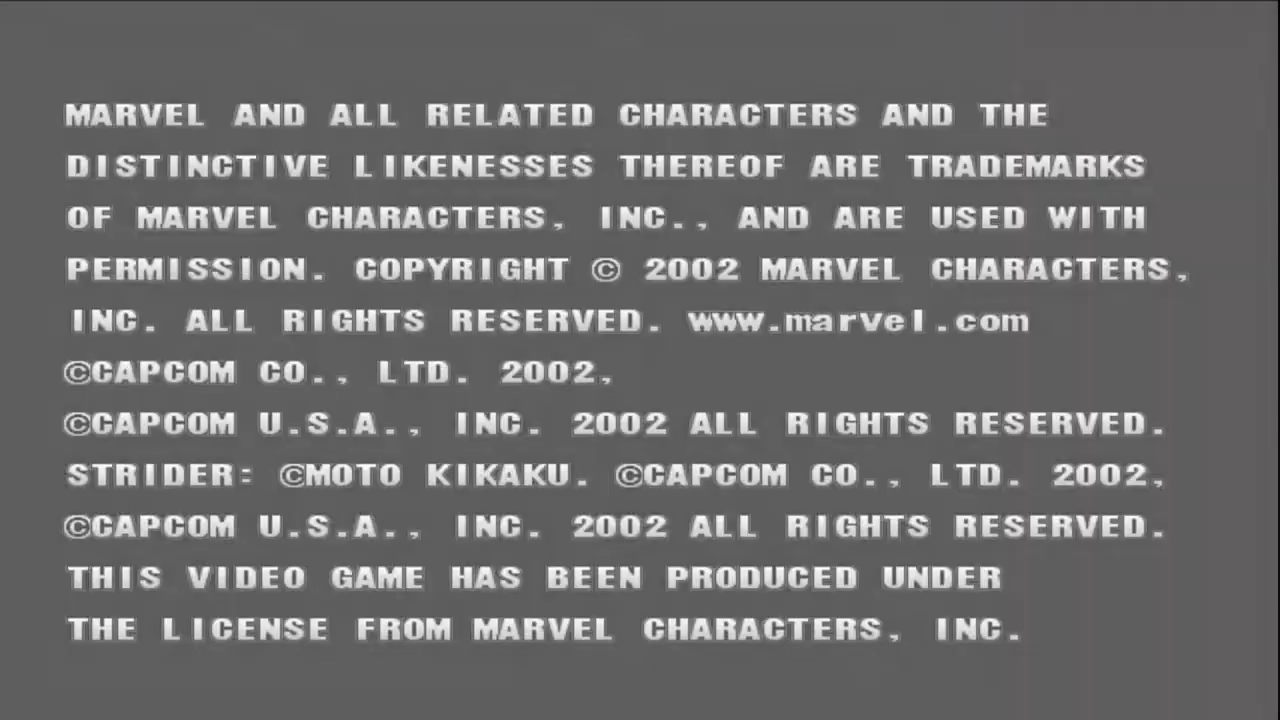 MARVEL AND ALL RELATED CHARACTERS AND THE
DISTINCTIVE LIKENESSES THEREOF ARE TRADEMARKS
OF MARVEL CHARACTERS, INC., AND ARE USED WITH
PERMISSION. COPYRIGHT © 2002 MARVEL CHARACTERS,
INC. ALL RIGHTS RESERVED. www.marvel.com
©CAPCOM CO., LTD. 2002,
©CAPCOM U.S.A., INC. 2002 ALL RIGHTS RESERVED.
STRIDER: ©MOTO KIKAKU. ©CAPCOM CO., LTD. 2002,
©CAPCOM U.S.A., INC. 2002 ALL RIGHTS RESERVED.
THIS VIDEO GAME HAS BEEN PRODUCED UNDER
THE LICENSE FROM MARVEL CHARACTERS, INC.